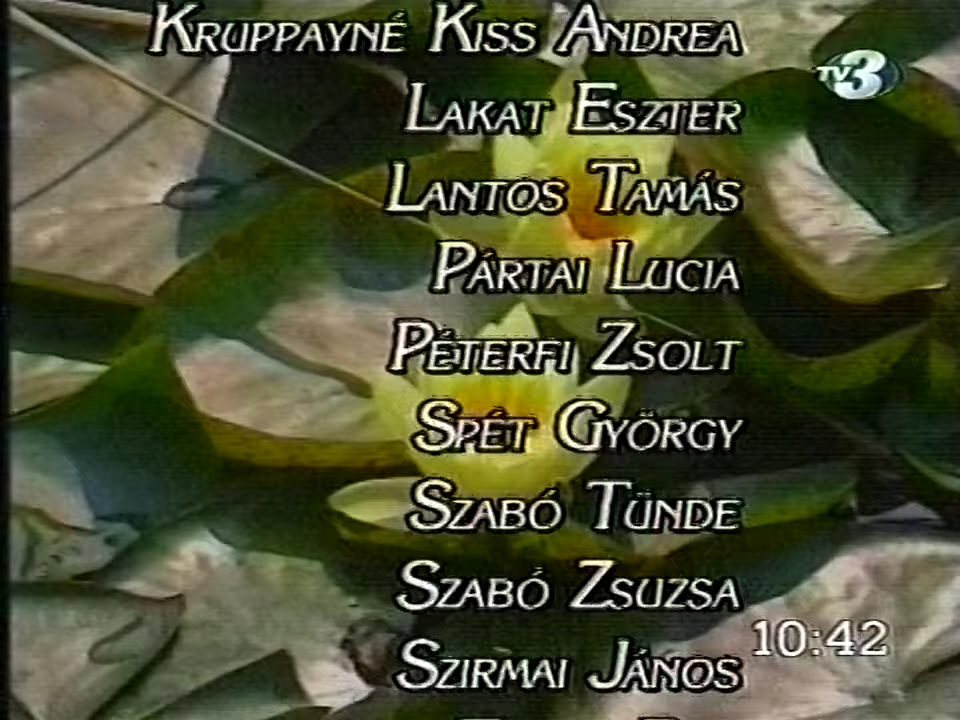 Kruppayné Kiss Andrea
TV3
Lakat Eszter
Lantos Tamás
Pártai Lucia
Péterfi Zsolt
Spét György
Szabó Tünde
Szabó Zsuzsa
10:42
Szirmai János